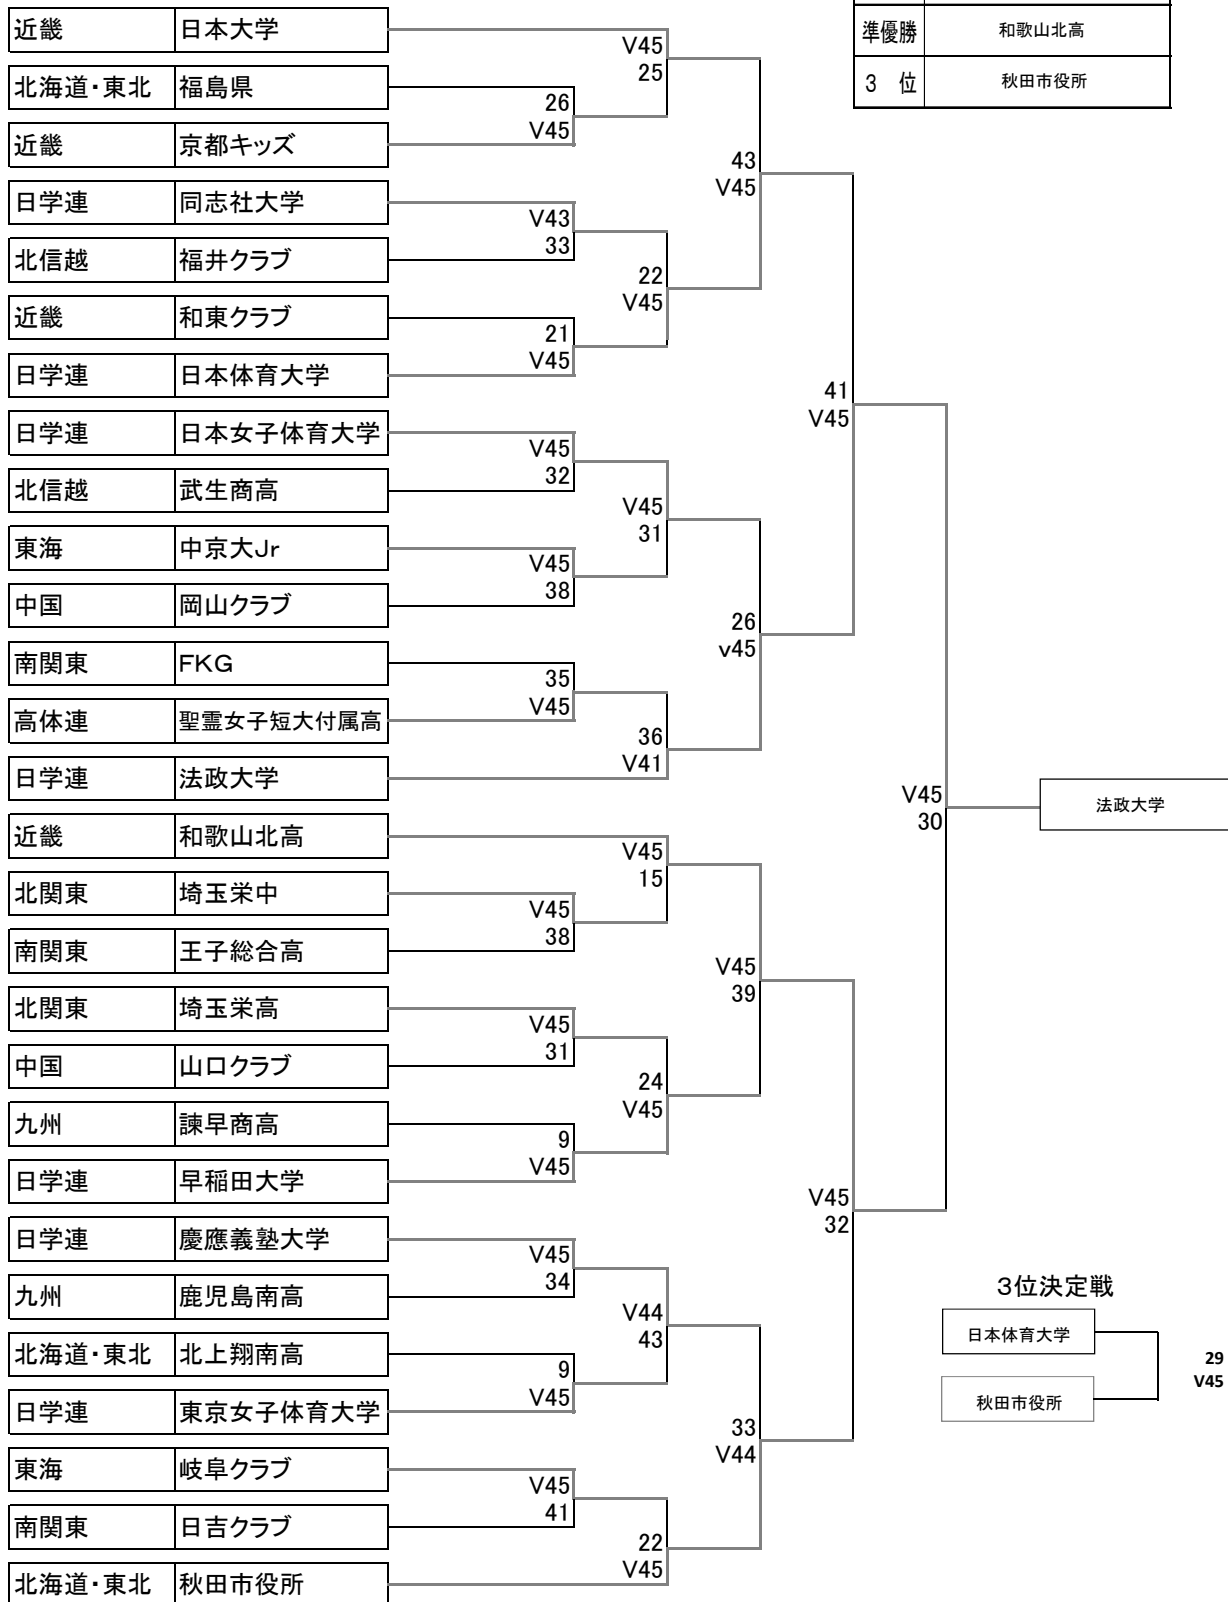 近畿 日本大学
北海道・東北 福島県
近畿 京都キッズ
日学連 同志社大学
北信越 福井クラブ
近畿 和東クラブ
日学連 日本体育大学
日学連 日本女子体育大学
北信越 武生商高
東海 中京大Jr
中国 岡山クラブ
南関東 FKG
高体連 聖霊女子短大付属高
日学連 法政大学
近畿 和歌山北高
北関東 埼玉栄中
南関東 王子総合高
北関東 埼玉栄高
中国 山口クラブ
九州 諫早商高
日学連 早稲田大学
日学連 慶應義塾大学
九州 鹿児島南高
北海道・東北 北上翔南高
日学連 東京女子体育大学
東海 岐阜クラブ
南関東 日吉クラブ
北海道・東北 秋田市役所
26
V45
V43
33
21
V45
V45
32
V45
38
35
V45
V45
38
V45
31
9
V45
V45
34
9
V45
V45
41
V45
25
22
V45
V45
31
36
V41
V45
15
24
V45
V44
43
22
V45
43
V45
26
v45
V45
39
33
V44
41
V45
V45
32
V45
30
法政大学
準優勝 和歌山北高
3 位 秋田市役所
3位決定戦
日本体育大学
秋田市役所
29
V45